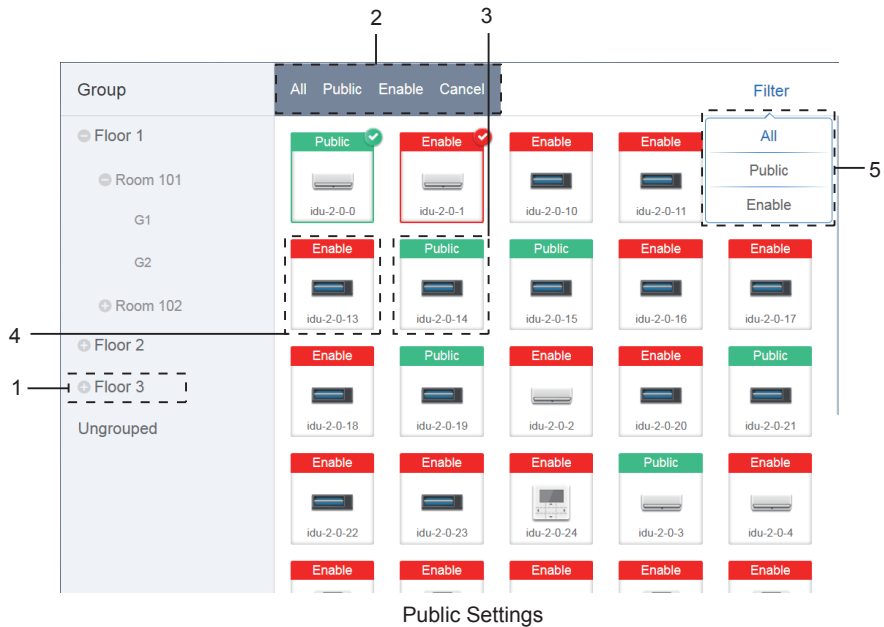 2 3
Group All Public Enable Cancel Filter
Floor 1
Room 101
G1
G2
Room 102
Floor 2
Floor 3
Ungrouped
Public Enable Enable Enable
idu-2-0-0 idu-2-0-1 idu-2-0-10 idu-2-0-11
All
Public
Enable
5
Enable Public Public Enable Enable
idu-2-0-13 idu-2-0-14 idu-2-0-15 idu-2-0-16 idu-2-0-17
4
1
Enable Public Enable Enable Public
idu-2-0-18 idu-2-0-19 idu-2-0-2 idu-2-0-20 idu-2-0-21
Enable Enable Enable Public Enable
idu-2-0-22 idu-2-0-23 idu-2-0-24 idu-2-0-3 idu-2-0-4
Enable Enable Enable Enable Enable
Public Settings